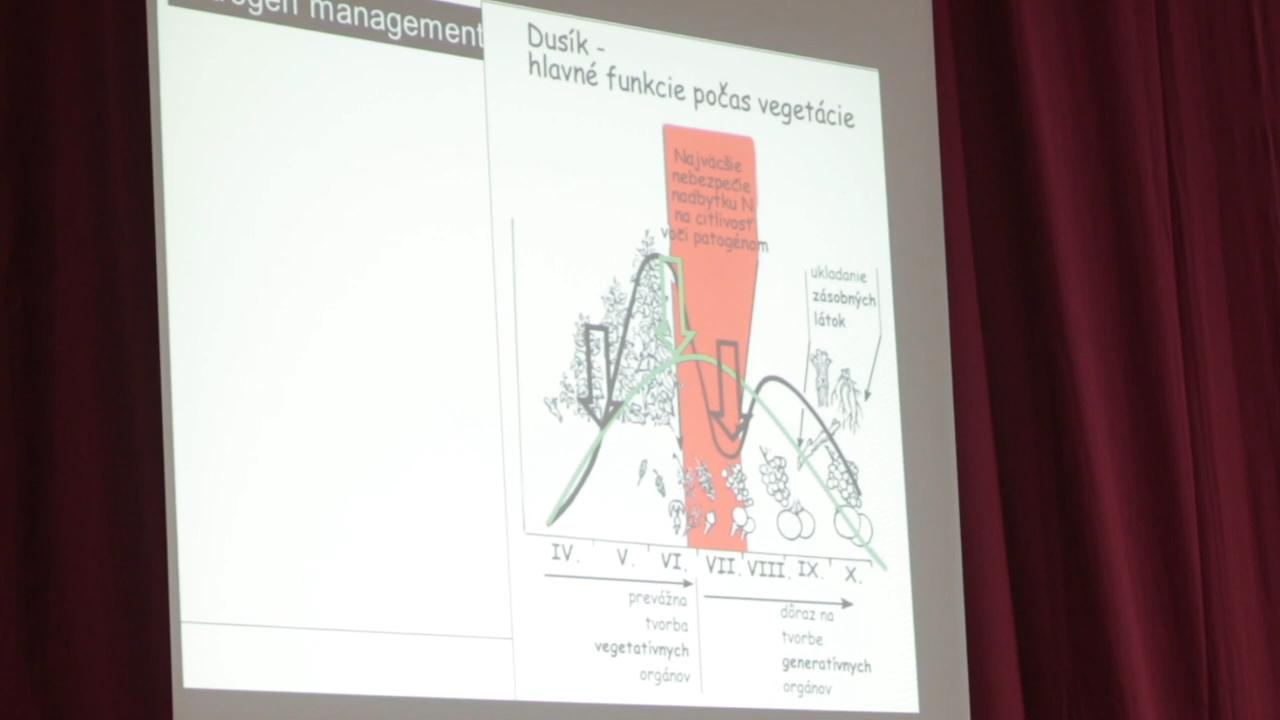 management
Dusík -
hlavné funkcie počas vegetácie
Najväčšie
nebezpečie
nadbytku N
na citlivosť
voči patogénom
ukladanie
zásobných
látok
IV. V. VI. VII. VIII. IX. X.
prevážna
tvorba
vegetatívnych
orgánov
dôraz na
tvorbe
generatívnych
orgánov